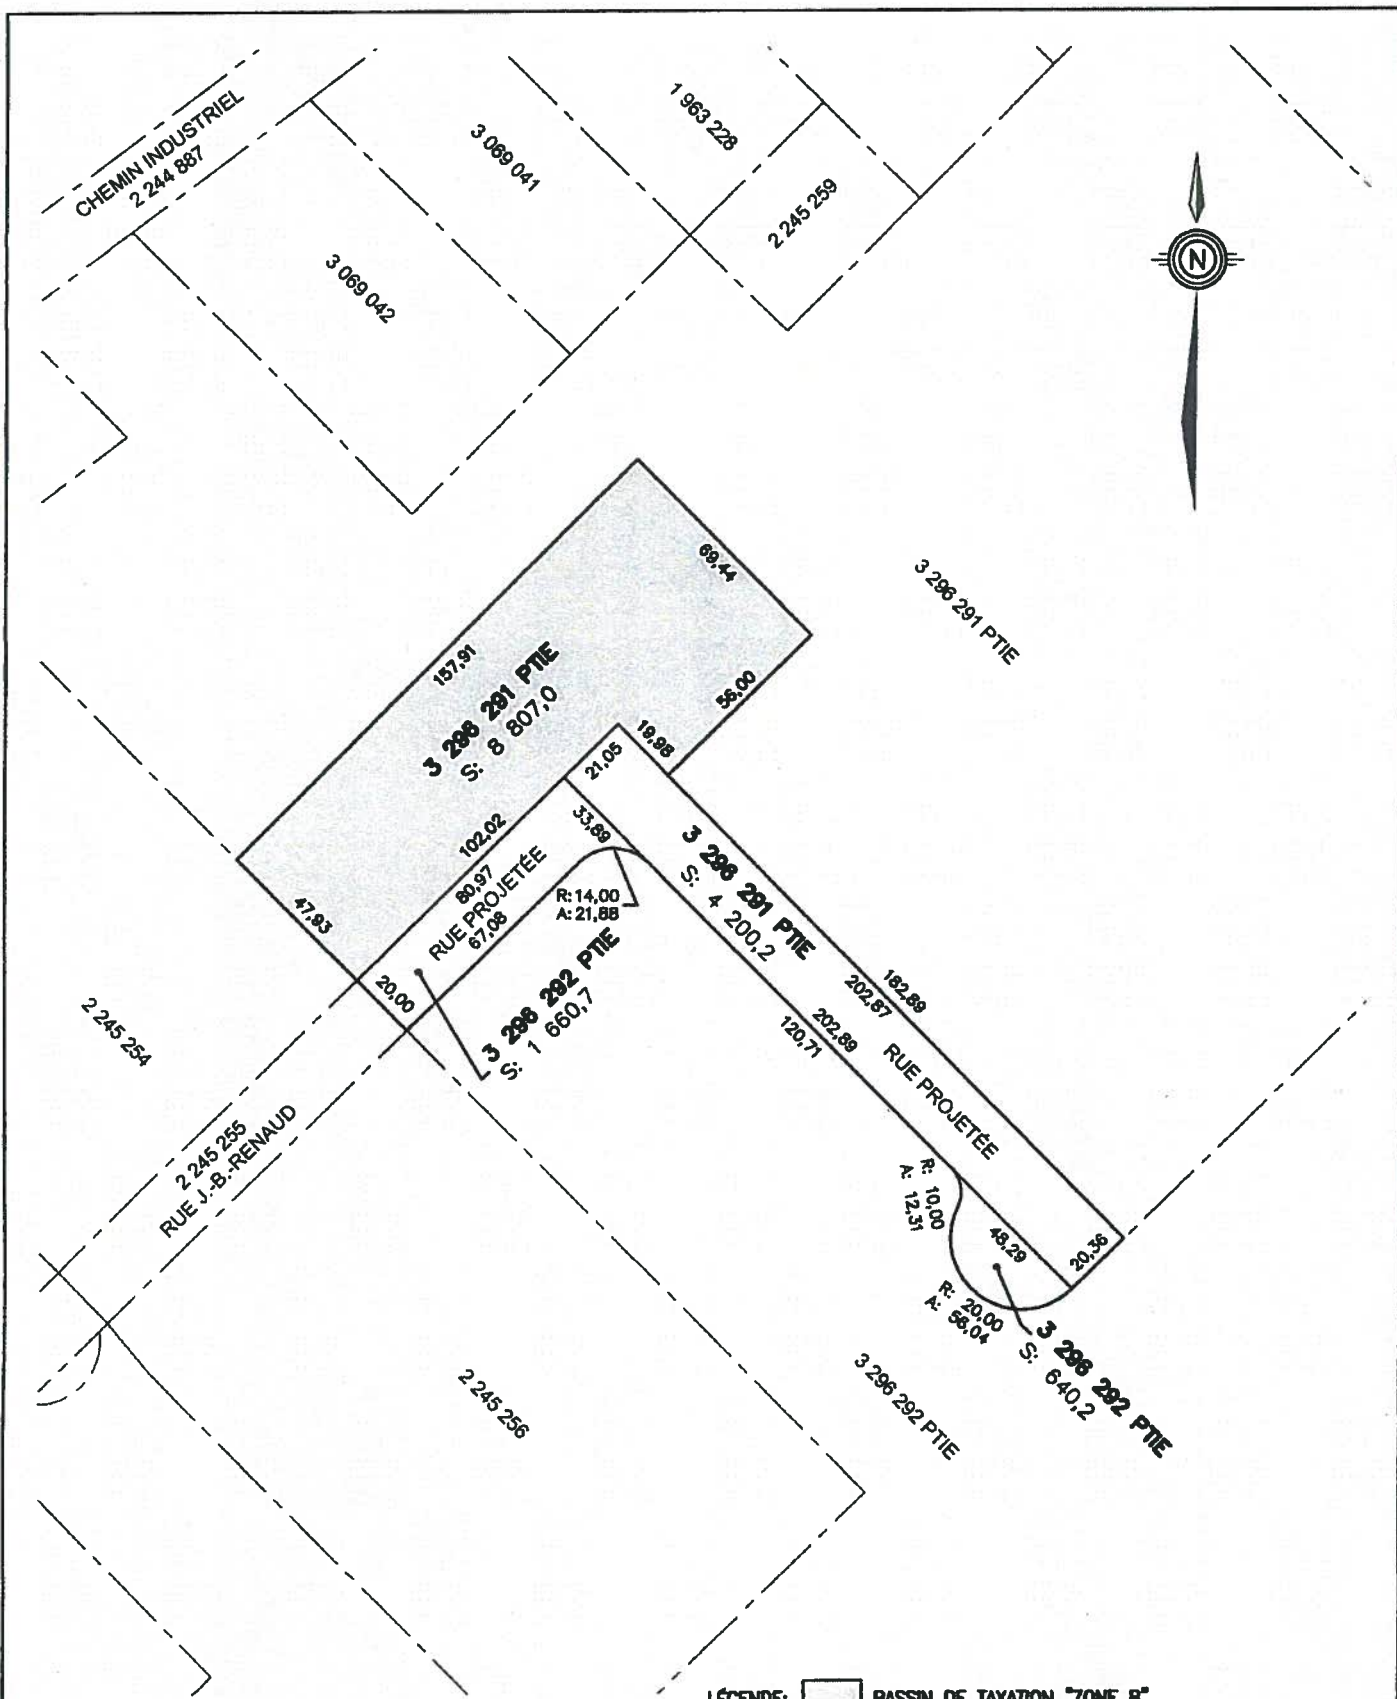 CHEMIN INDUSTRIEL
2 244 887
3 069 041
1 963 228
2 245 259
3 069 042
N
69,44
3 296 291 PTIE
157,91
3 296 291 PTIE
S: 8 807,0
56,00
19,98
21,05
33,89
102,02
80,97
RUE PROJETÉE
67,08
R: 14,00
A: 21,88
47,93
20,00
3 296 292 PTIE
S: 1 660,7
3 296 291 PTIE
S: 4 200,2
182,89
202,87
202,89
120,71
RUE PROJETÉE
2 245 254
2 245 255
RUE J.-B.-RENAUD
R: 10,00
A: 12,31
48,29
20,36
R: 20,00
A: 56,04
3 296 292 PTIE
S: 640,2
3 296 292 PTIE
2 245 256
LÉGENDE: BASSIN DE TAXATION "ZONE B"